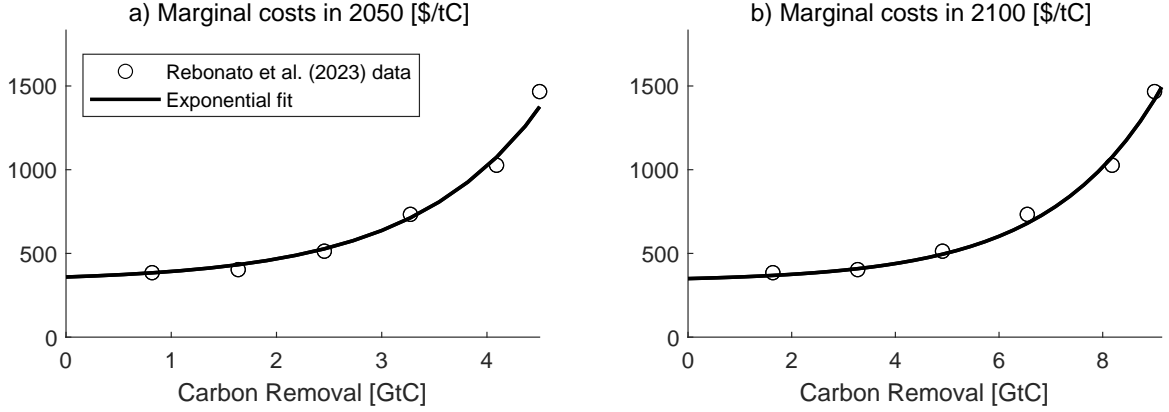 a) Marginal costs in 2050 [$/tC]
1500
1000
500
0
0 1 2 3 4
Carbon Removal [GtC]
Rebonato et al. (2023) data
Exponential fit
b) Marginal costs in 2100 [$/tC]
1500
1000
500
0
0 2 4 6 8
Carbon Removal [GtC]